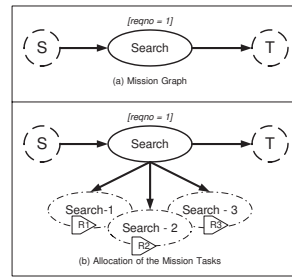 [reqno = 1]
S Search T
(a) Mission Graph
[reqno = 1]
S Search T
Search-1 Search - 3
R1 R3
Search - 2
R2
(b) Allocation of the Mission Tasks